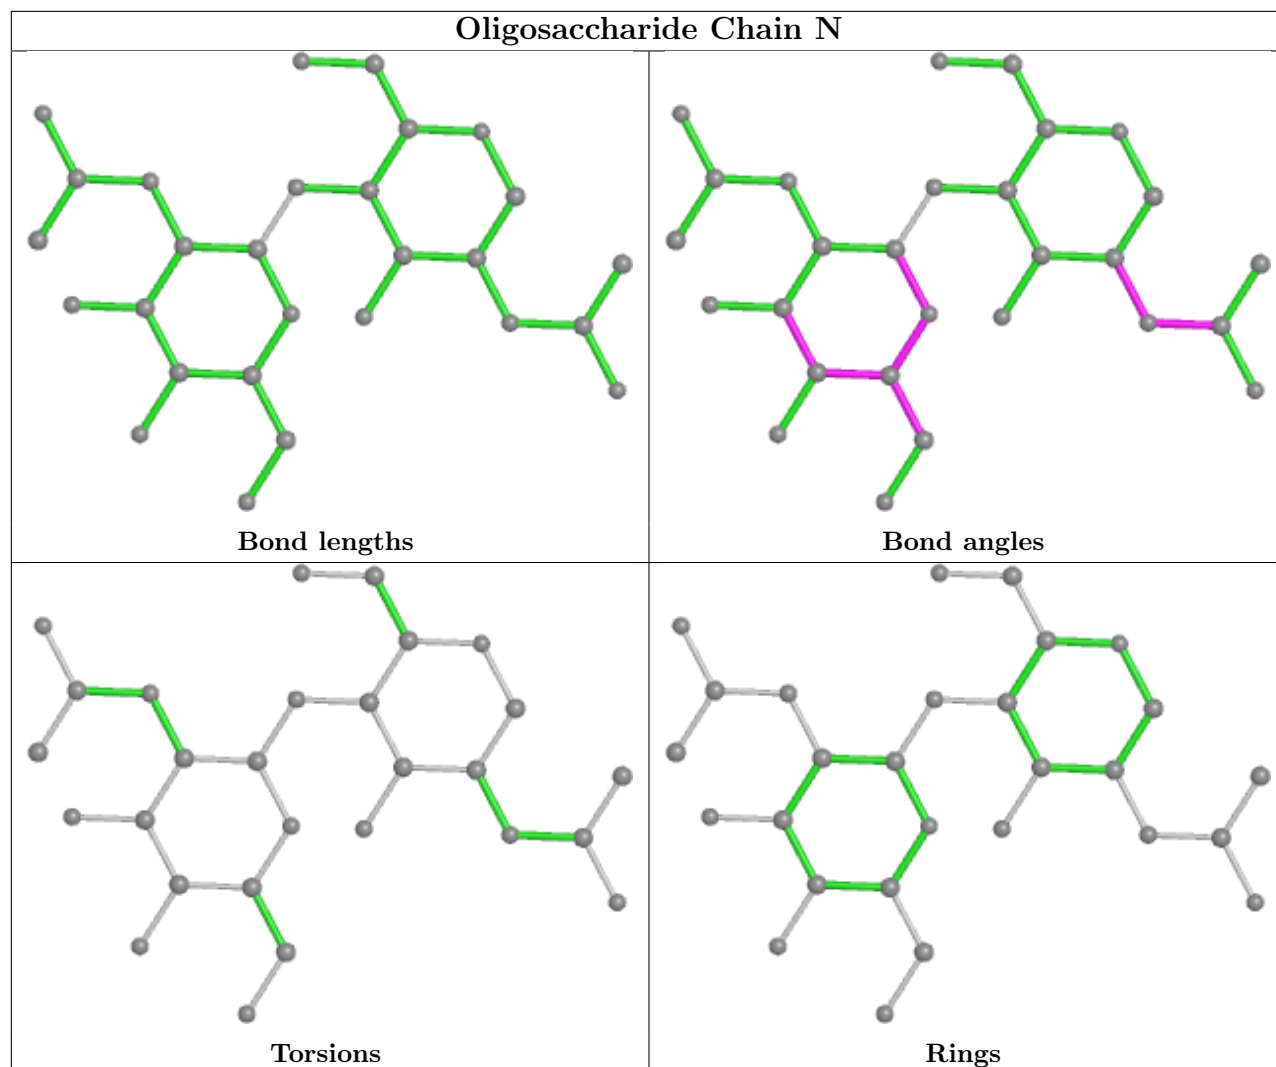 Oligosaccharide Chain N
Bond lengths
Bond angles
Torsions
Rings